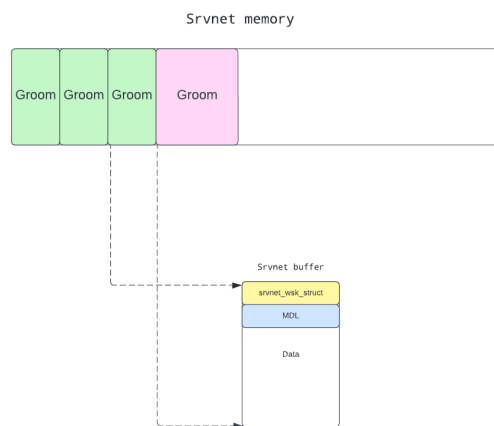 Srvnet memory
Groom Groom Groom Groom
Srvnet buffer
srvnet_wsk_struct
MDL
Data